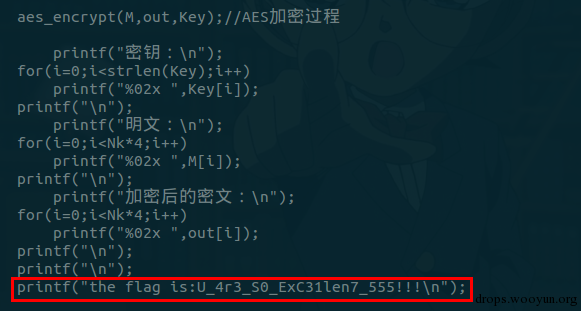 aes_encrypt(M,out,Key);//AES加密过程
printf("密钥：\n");
for(i=0;i<strlen(Key);i++)
printf("%02x ",Key[i]);
printf("\n");
printf("明文：\n");
for(i=0;i<Nk*4;i++)
printf("%02x ",M[i]);
printf("\n");
printf("加密后的密文：\n");
for(i=0;i<Nk*4;i++)
printf("%02x ",out[i]);
printf("\n");
printf("\n");
printf("the flag is:U_4r3_S0_ExC31len7_555!!!\n");
drops.wooyun.org